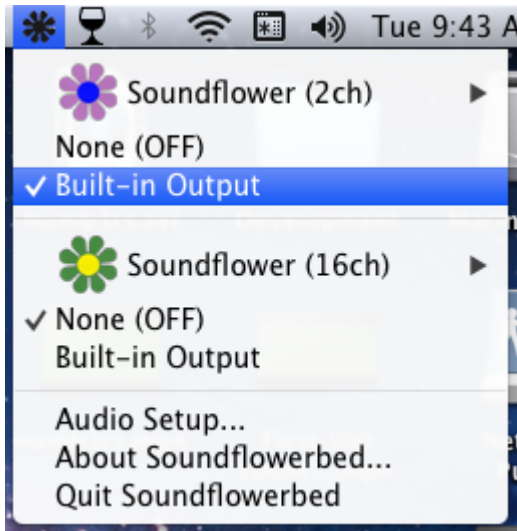 Tue 9:43 A
Soundflower (2ch)
None (OFF)
✓ Built-in Output
Soundflower (16ch)
✓ None (OFF)
Built-in Output
Audio Setup...
About Soundflowerbed...
Quit Soundflowerbed